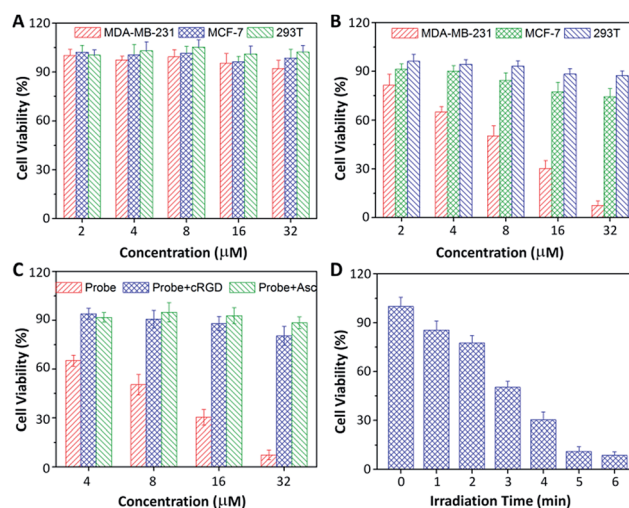 A
MDA-MB-231 MCF-7 293T
120
90
60
30
0
Cell Viability (%)
2 4 8 16 32
Concentration (μM)
B
MDA-MB-231 MCF-7 293T
120
90
60
30
0
Cell Viability (%)
2 4 8 16 32
Concentration (μM)
C
Probe Probe+cRGD Probe+Asc
120
90
60
30
0
Cell Viability (%)
4 8 16 32
Concentration (μM)
D
120
90
60
30
0
Cell Viability (%)
0 1 2 3 4 5 6
Irradiation Time (min)